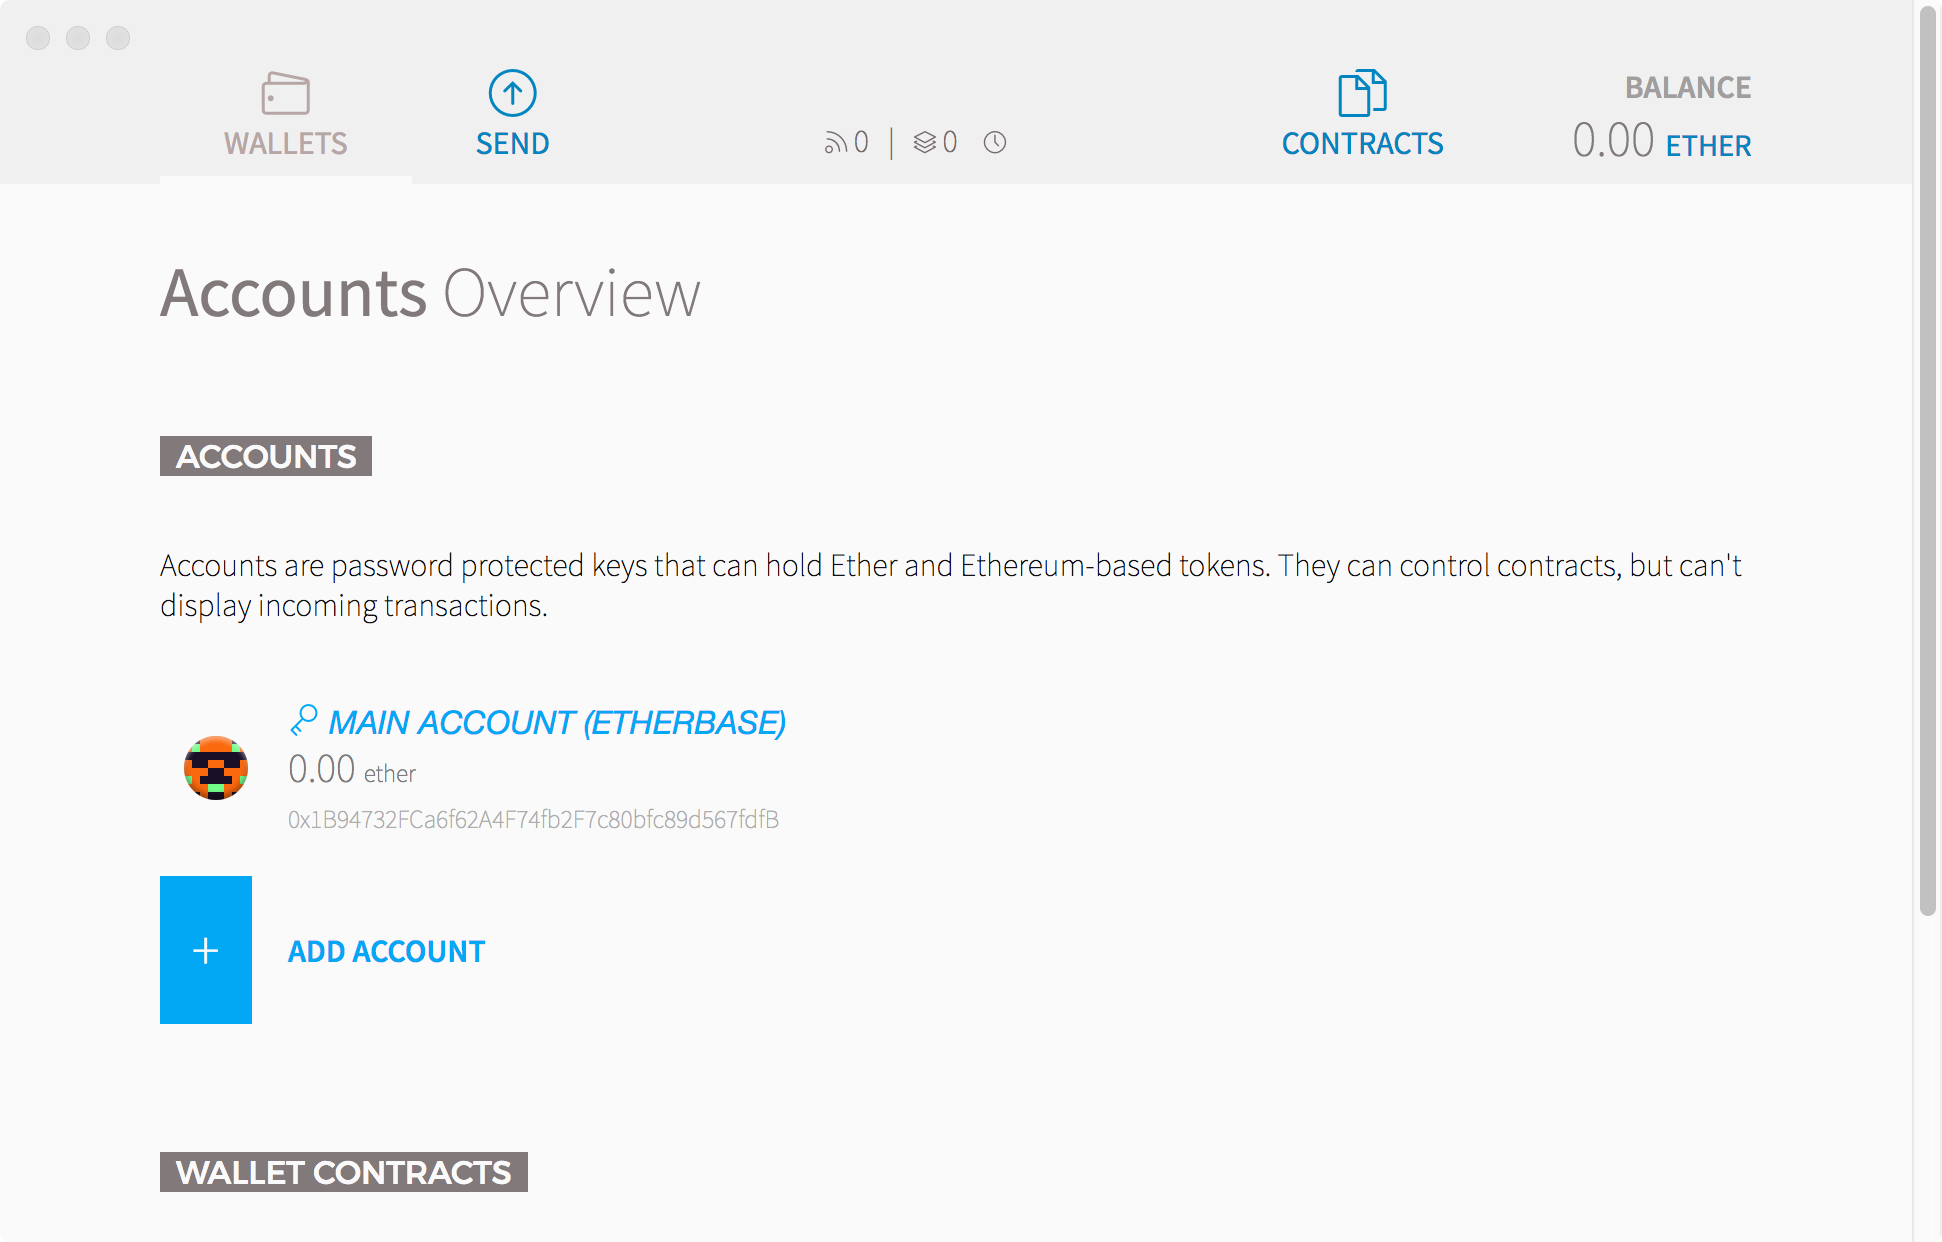 WALLETS
SEND
0 | 0
CONTRACTS
BALANCE
0.00 ETHER
Accounts Overview
ACCOUNTS
Accounts are password protected keys that can hold Ether and Ethereum-based tokens. They can control contracts, but can't
display incoming transactions.
MAIN ACCOUNT (ETHERBASE)
0.00 ether
0x1B94732FCa6f62A4F74fb2F7c80bfc89d567fdfB
+
ADD ACCOUNT
WALLET CONTRACTS